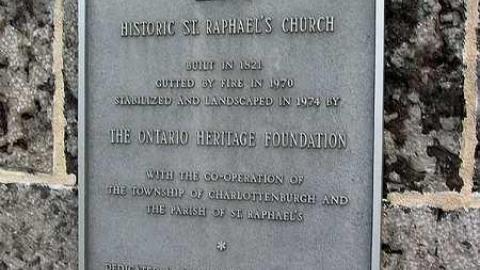 HISTORIC ST. RAPHAEL'S CHURCH
BUILT IN 1821
GUTTED BY FIRE IN 1970
STABILIZED AND LANDSCAPED IN 1974 BY
THE ONTARIO HERITAGE FOUNDATION
WITH THE CO-OPERATION OF
THE TOWNSHIP OF CHARLOTTENBURGH AND
THE PARISH OF ST. RAPHAEL'S
*
DEDICATED